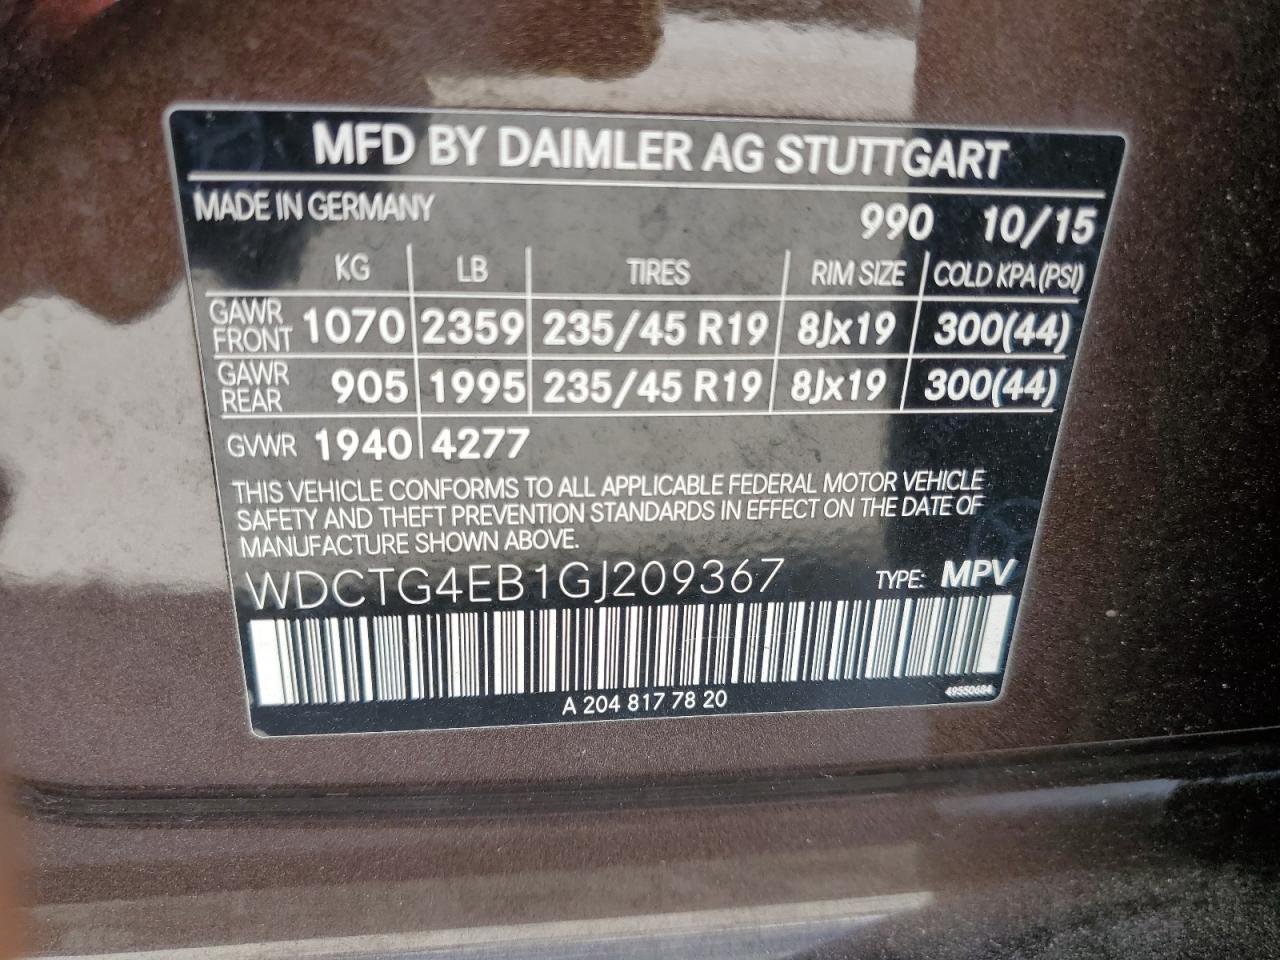 MFD BY DAIMLER AG STUTTGART
MADE IN GERMANY 990 10/15
KG LB TIRES RIM SIZE COLD KPA (PSI)
GAWR FRONT 1070 2359 235/45 R19 8Jx19 300(44)
GAWR REAR 905 1995 235/45 R19 8Jx19 300(44)
GVWR 1940 4277
THIS VEHICLE CONFORMS TO ALL APPLICABLE FEDERAL MOTOR VEHICLE
SAFETY AND THEFT PREVENTION STANDARDS IN EFFECT ON THE DATE OF
MANUFACTURE SHOWN ABOVE.
WDCTG4EB1GJ209367 TYPE: MPV
A 204 817 78 20
49550684